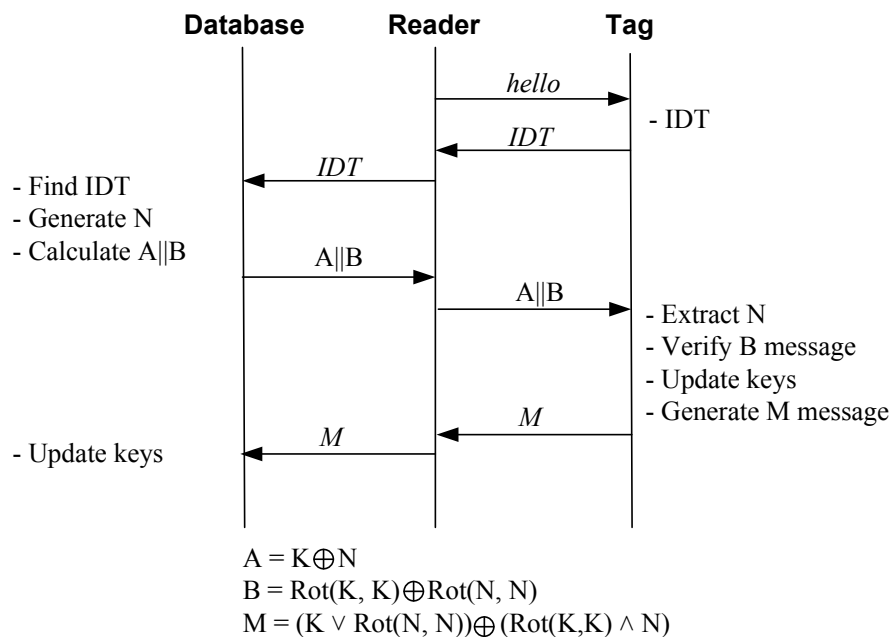 Database Reader Tag
hello
- IDT
IDT
IDT
- Find IDT
- Generate N
- Calculate A||B
A||B
A||B
- Extract N
- Verify B message
- Update keys
- Generate M message
M
M
- Update keys
A = K⊕N
B = Rot(K, K)⊕Rot(N, N)
M = (K ∨ Rot(N, N))⊕(Rot(K,K) ∧ N)